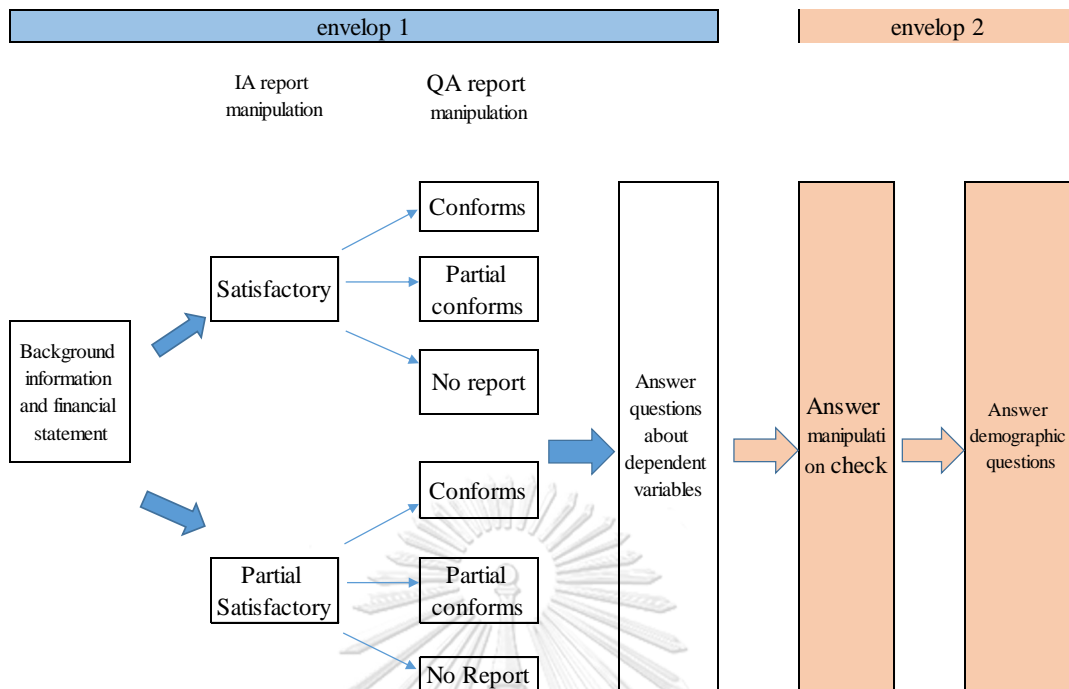 envelop 1
envelop 2
IA report
manipulation
QA report
manipulation
Conforms
Satisfactory
Partial
conforms
No report
Background
information
and financial
statement
Conforms
Partial
Satisfactory
Partial
conforms
No Report
Answer
questions
about
dependent
variables
Answer
manipulati
on check
Answer
demographic
questions